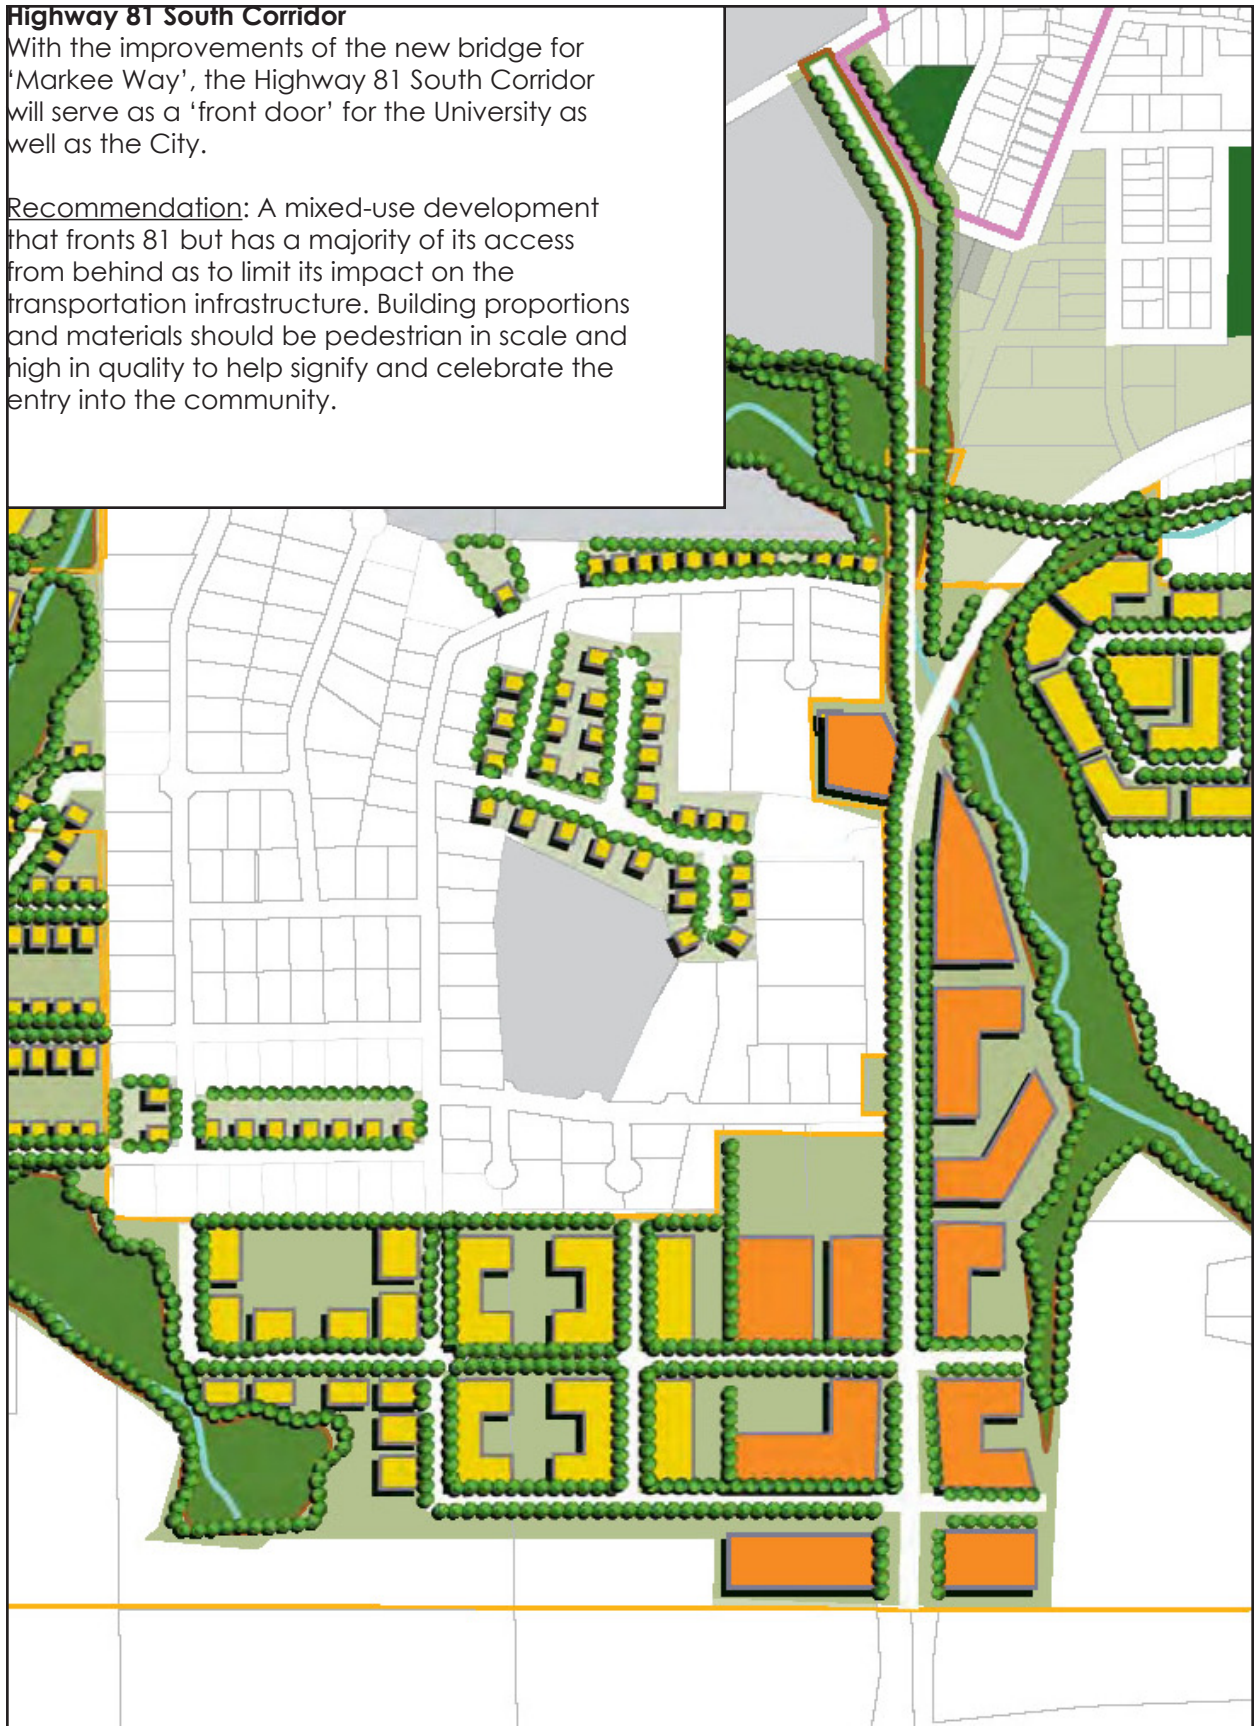 Highway 81 South Corridor
With the improvements of the new bridge for
‘Markee Way’, the Highway 81 South Corridor
will serve as a ‘front door’ for the University as
well as the City.
Recommendation: A mixed-use development
that fronts 81 but has a majority of its access
from behind as to limit its impact on the
transportation infrastructure. Building proportions
and materials should be pedestrian in scale and
high in quality to help signify and celebrate the
entry into the community.